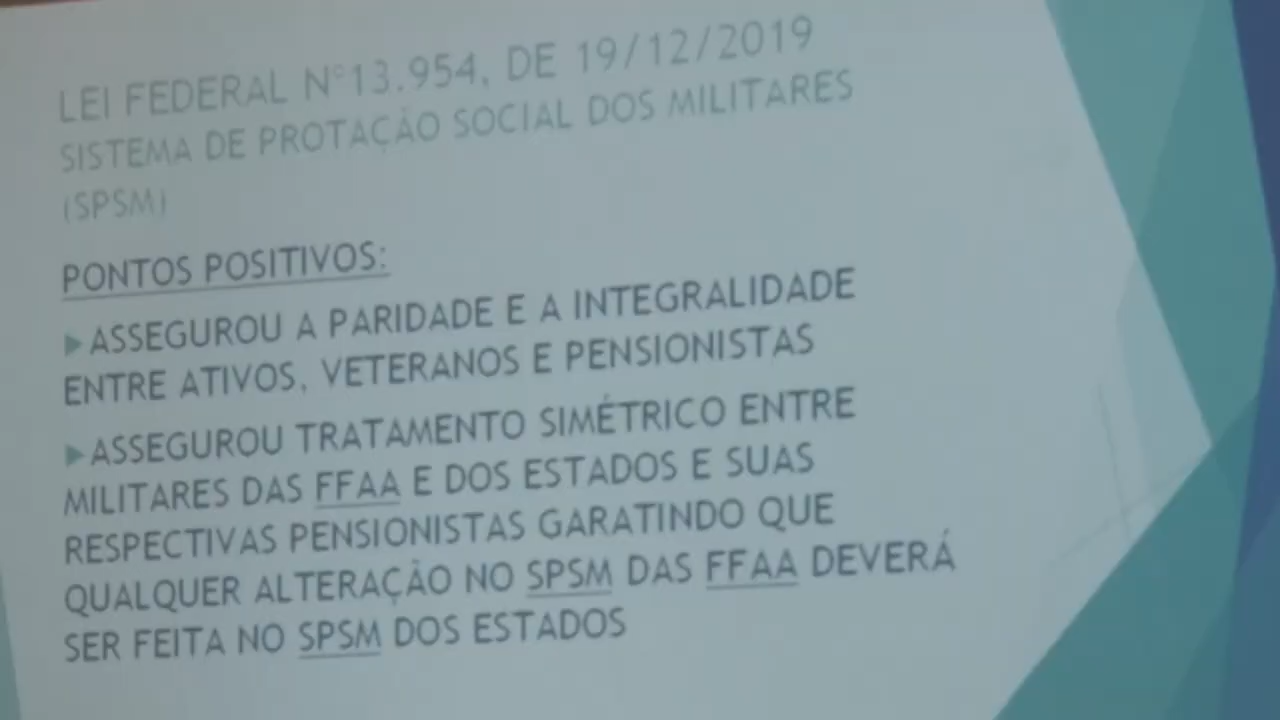 LEI FEDERAL N°13.954, DE 19/12/2019
SISTEMA DE PROTAÇÃO SOCIAL DOS MILITARES
(SPSM)
PONTOS POSITIVOS:
▶ASSEGUROU A PARIDADE E A INTEGRALIDADE
ENTRE ATIVOS, VETERANOS E PENSIONISTAS
▶ASSEGUROU TRATAMENTO SIMÉTRICO ENTRE
MILITARES DAS FFAA E DOS ESTADOS E SUAS
RESPECTIVAS PENSIONISTAS GARATINDO QUE
QUALQUER ALTERAÇÃO NO SPSM DAS FFAA DEVERÁ
SER FEITA NO SPSM DOS ESTADOS